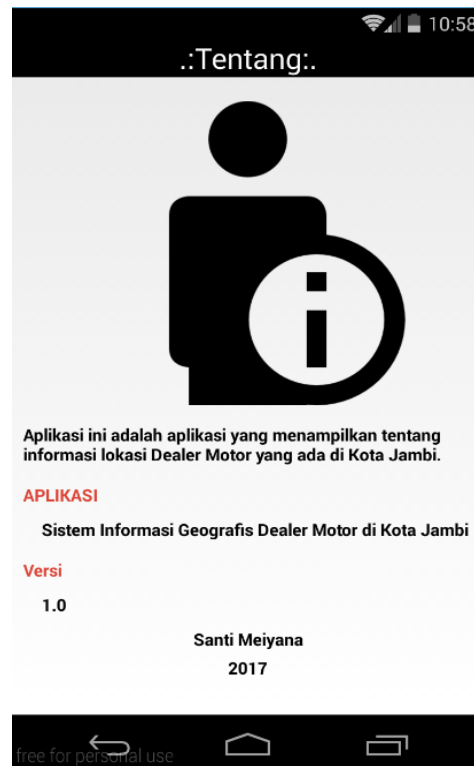 10:58
.:Tentang:.
Aplikasi ini adalah aplikasi yang menampilkan tentang
informasi lokasi Dealer Motor yang ada di Kota Jambi.
APLIKASI
Sistem Informasi Geografis Dealer Motor di Kota Jambi
Versi
1.0
Santi Meiyana
2017
free for personal use